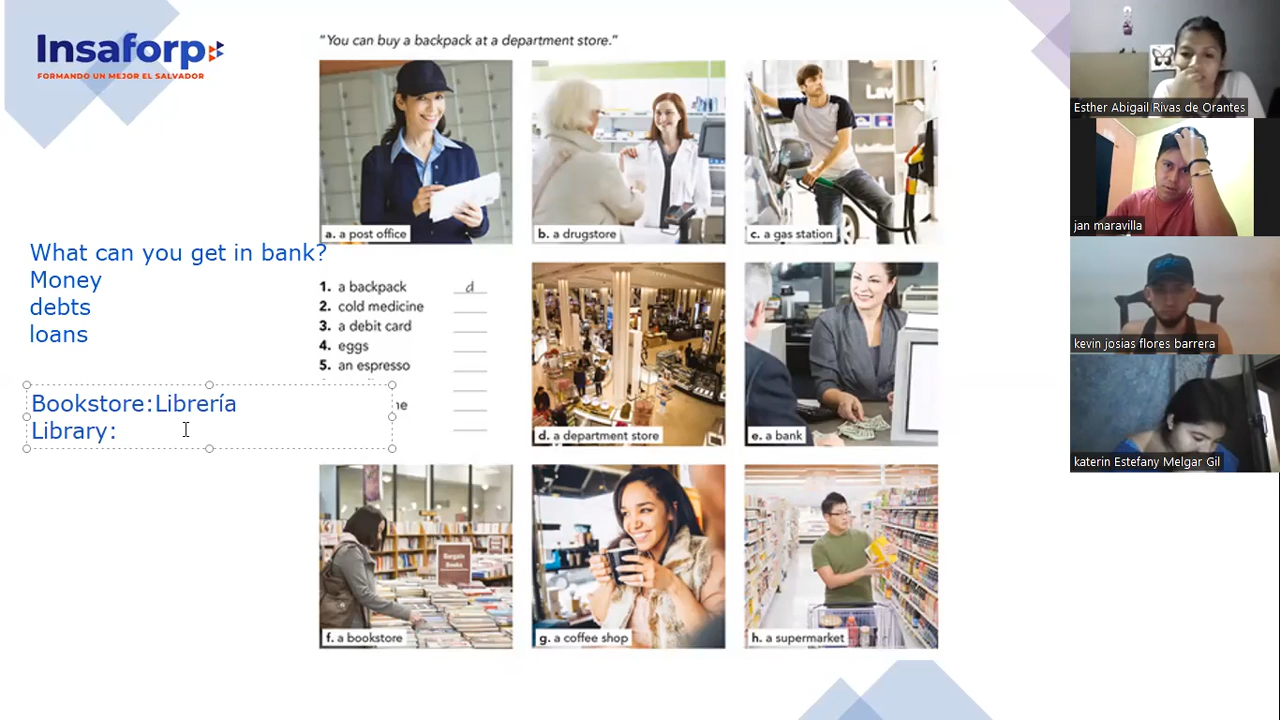 Insaforp
FORMANDO UN MEJOR EL SALVADOR
"You can buy a backpack at a department store."
a. a post office
b. a drugstore
c. a gas station
What can you get in bank?
Money
debts
loans
1. a backpack d
2. cold medicine
3. a debit card
4. eggs
5. an espresso
Bookstore:Librería
Library:
d. a department store
e. a bank
Bargain
Books
f. a bookstore
g. a coffee shop
h. a supermarket
Esther Abigail Rivas de Orantes
jan maravilla
kevin josias flores barrera
katerin Estefany Melgar Gil